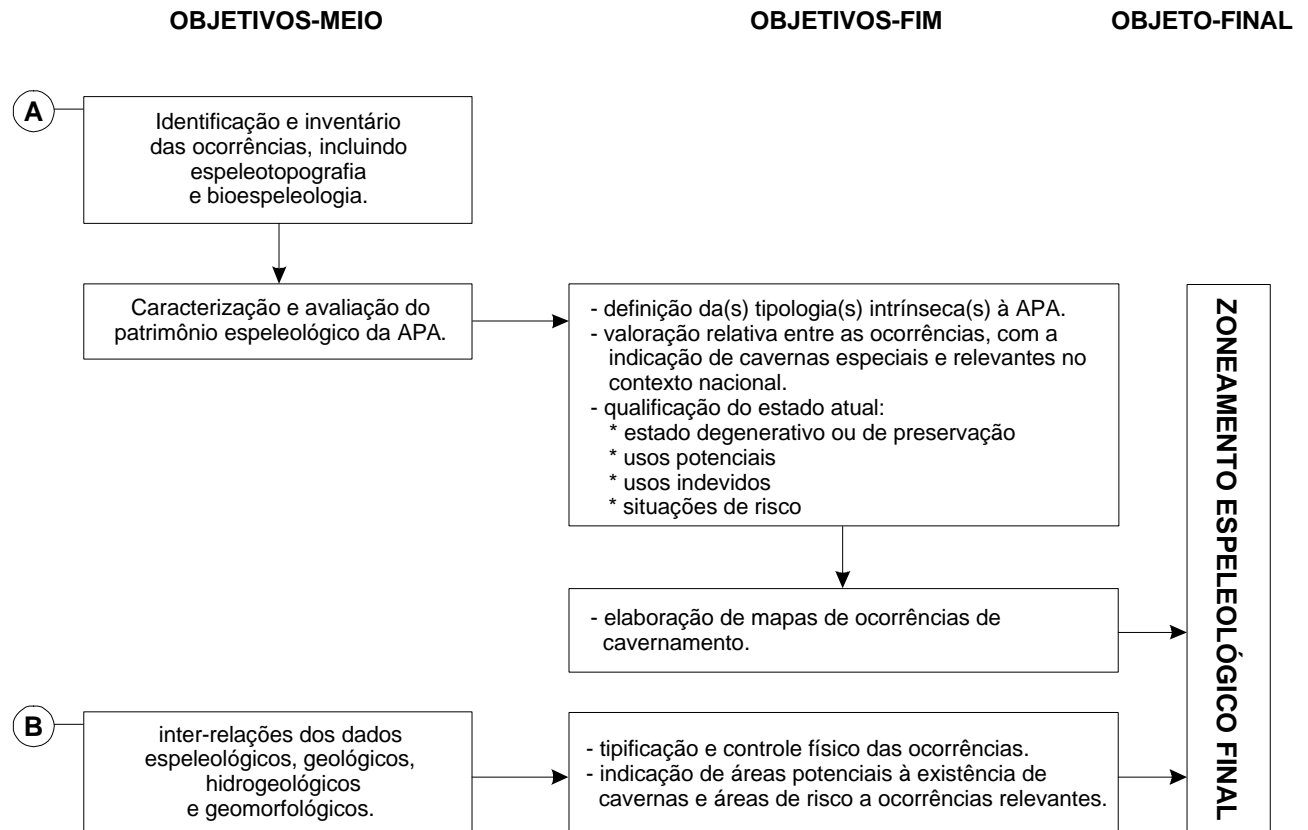 OBJETIVOS-MEIO
OBJETIVOS-FIM
OBJETO-FINAL
A
Identificação e inventário
das ocorrências, incluindo
espeleotopografia
e bioespeleologia.
Caracterização e avaliação do
patrimônio espeleológico da APA.
- definição da(s) tipologia(s) intrínseca(s) à APA.
- valoração relativa entre as ocorrências, com a
indicação de cavernas especiais e relevantes no
contexto nacional.
- qualificação do estado atual:
* estado degenerativo ou de preservação
* usos potenciais
* usos indevidos
* situações de risco
- elaboração de mapas de ocorrências de
cavernamento.
B
inter-relações dos dados
espeleológicos, geológicos,
hidrogeológicos
e geomorfológicos.
- tipificação e controle físico das ocorrências.
- indicação de áreas potenciais à existência de
cavernas e áreas de risco a ocorrências relevantes.
ZONEAMENTO ESPELEOLÓGICO FINAL